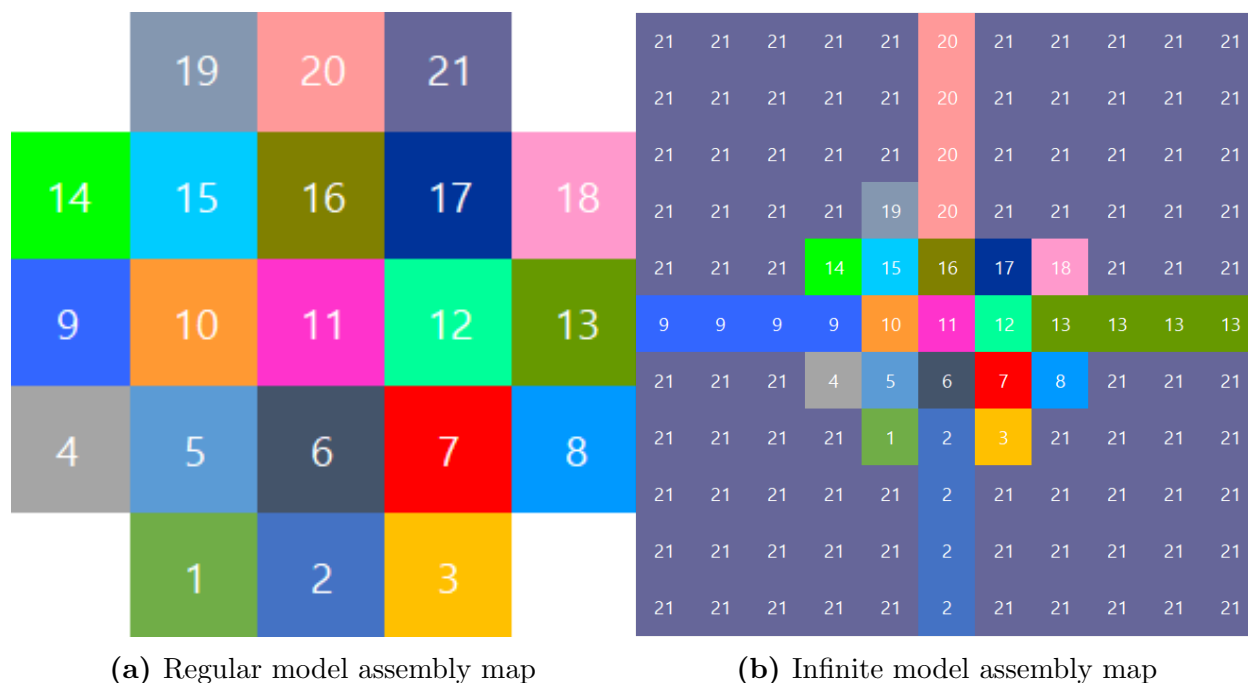 19 20 21
14 15 16 17 18
9 10 11 12 13
4 5 6 7 8
1 2 3
(a) Regular model assembly map
21 21 21 21 21 20 21 21 21 21 21
21 21 21 21 21 20 21 21 21 21 21
21 21 21 21 21 20 21 21 21 21 21
21 21 21 21 19 20 21 21 21 21 21
21 21 21 14 15 16 17 18 21 21 21
9 9 9 9 10 11 12 13 13 13 13
21 21 21 4 5 6 7 8 21 21 21
21 21 21 21 1 2 3 21 21 21 21
21 21 21 21 21 2 21 21 21 21 21
21 21 21 21 21 2 21 21 21 21 21
21 21 21 21 21 2 21 21 21 21 21
(b) Infinite model assembly map